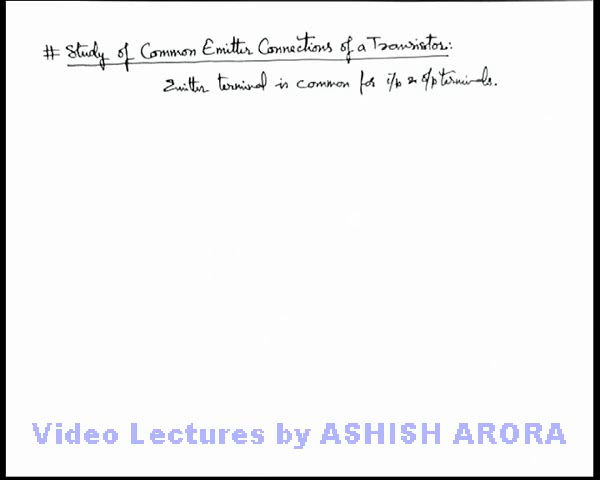 # Study of Common Emitter Connections of a Transistor:
Emitter terminal is common for i/p & o/p terminals.
Video Lectures by ASHISH ARORA